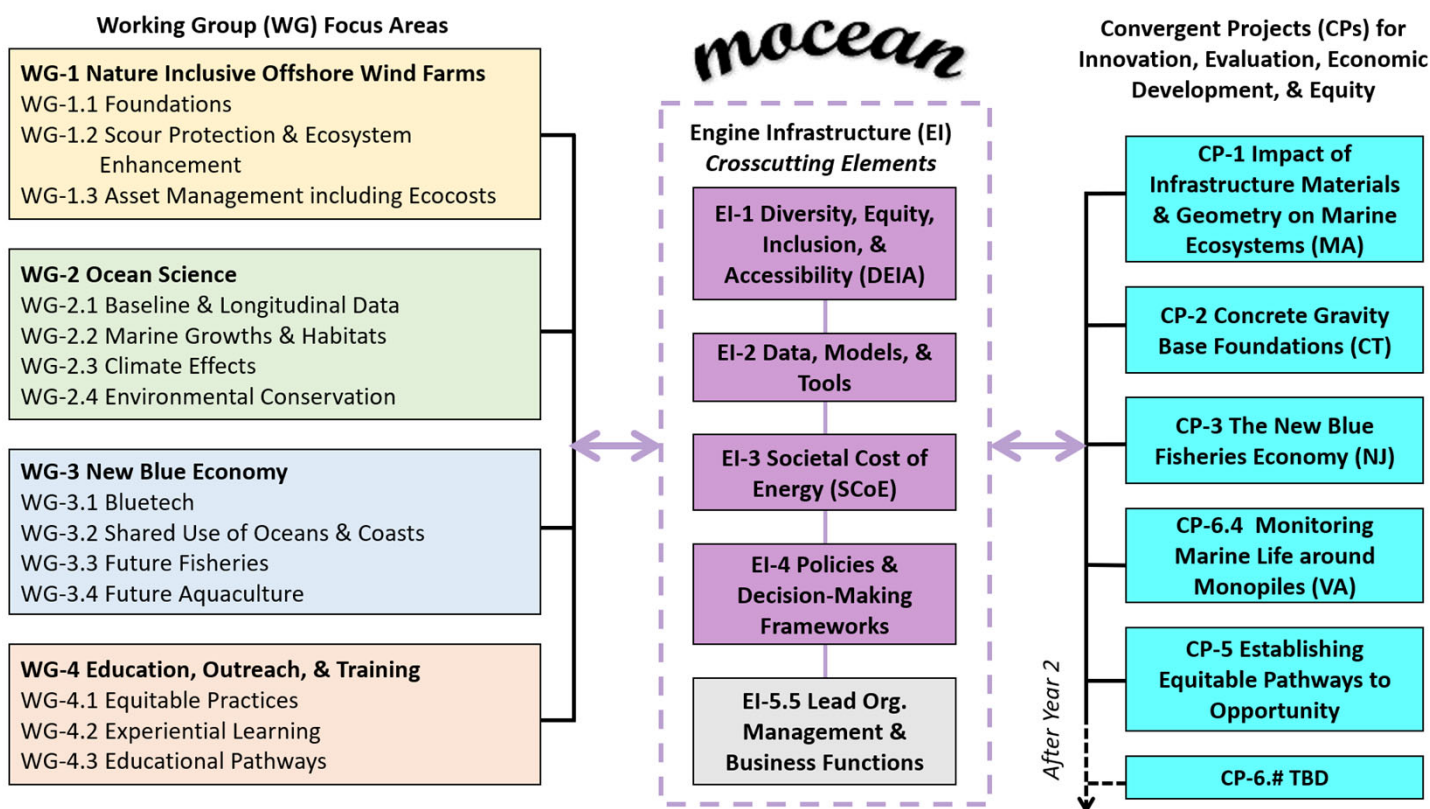 Working Group (WG) Focus Areas
WG-1 Nature Inclusive Offshore Wind Farms
WG-1.1 Foundations
WG-1.2 Scour Protection & Ecosystem
Enhancement
WG-1.3 Asset Management including Ecocosts
WG-2 Ocean Science
WG-2.1 Baseline & Longitudinal Data
WG-2.2 Marine Growths & Habitats
WG-2.3 Climate Effects
WG-2.4 Environmental Conservation
WG-3 New Blue Economy
WG-3.1 Bluetech
WG-3.2 Shared Use of Oceans & Coasts
WG-3.3 Future Fisheries
WG-3.4 Future Aquaculture
WG-4 Education, Outreach, & Training
WG-4.1 Equitable Practices
WG-4.2 Experiential Learning
WG-4.3 Educational Pathways
mocean
Engine Infrastructure (EI)
Crosscutting Elements
EI-1 Diversity, Equity,
Inclusion, &
Accessibility (DEIA)
EI-2 Data, Models, &
Tools
EI-3 Societal Cost of
Energy (SCoE)
EI-4 Policies &
Decision-Making
Frameworks
EI-5.5 Lead Org.
Management &
Business Functions
Convergent Projects (CPs) for
Innovation, Evaluation, Economic
Development, & Equity
CP-1 Impact of
Infrastructure Materials
& Geometry on Marine
Ecosystems (MA)
CP-2 Concrete Gravity
Base Foundations (CT)
CP-3 The New Blue
Fisheries Economy (NJ)
CP-6.4 Monitoring
Marine Life around
Monopiles (VA)
CP-5 Establishing
Equitable Pathways to
Opportunity
CP-6.# TBD
After Year 2